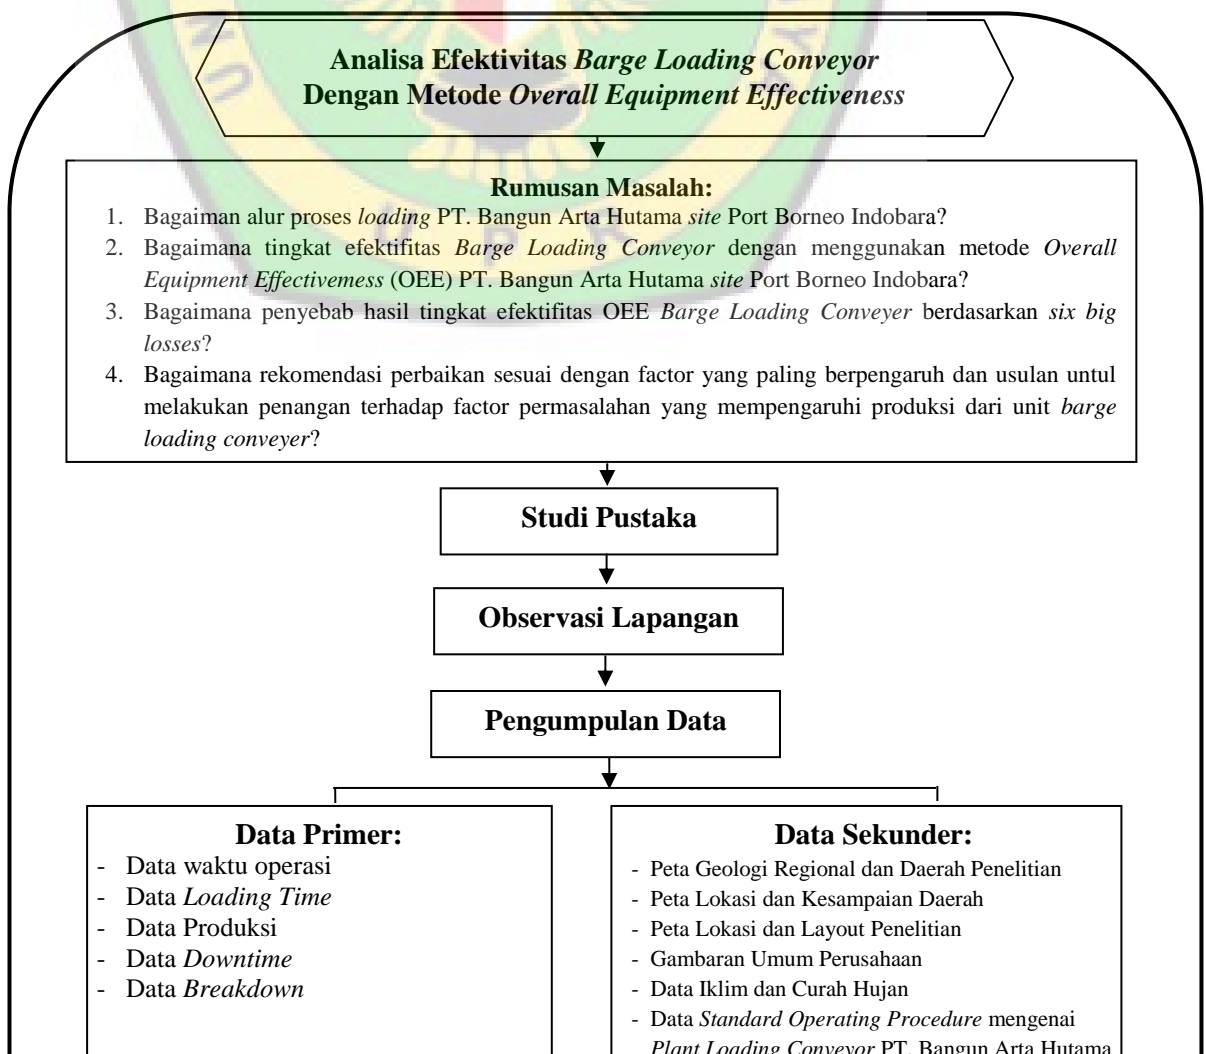 Analisa Efektivitas Barge Loading Conveyor
Dengan Metode Overall Equipment Effectiveness
Rumusan Masalah:
1. Bagaiman alur proses loading PT. Bangun Arta Hutama site Port Borneo Indobara?
2. Bagaimana tingkat efektifitas Barge Loading Conveyor dengan menggunakan metode Overall
Equipment Effectivemess (OEE) PT. Bangun Arta Hutama site Port Borneo Indobara?
3. Bagaimana penyebab hasil tingkat efektifitas OEE Barge Loading Conveyer berdasarkan six big
losses?
4. Bagaimana rekomendasi perbaikan sesuai dengan factor yang paling berpengaruh dan usulan untul
melakukan penangan terhadap factor permasalahan yang mempengaruhi produksi dari unit barge
loading conveyer?
Studi Pustaka
Observasi Lapangan
Pengumpulan Data
Data Primer:
- Data waktu operasi
- Data Loading Time
- Data Produksi
- Data Downtime
- Data Breakdown
Data Sekunder:
- Peta Geologi Regional dan Daerah Penelitian
- Peta Lokasi dan Kesampaian Daerah
- Peta Lokasi dan Layout Penelitian
- Gambaran Umum Perusahaan
- Data Iklim dan Curah Hujan
- Data Standard Operating Procedure mengenai
Plant Loading Conveyor PT. Bangun Arta Hutama